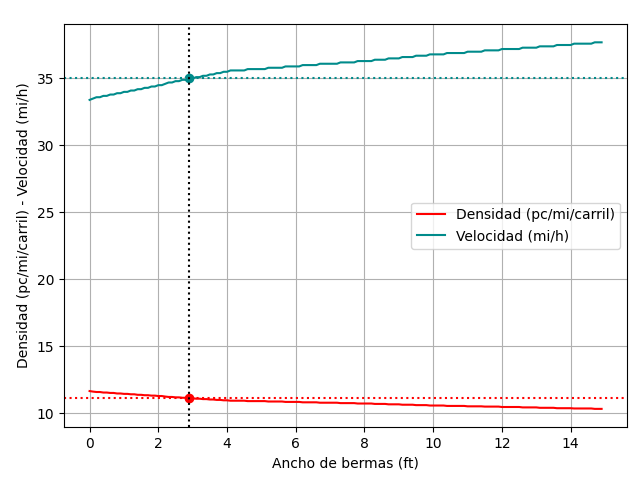 35
30
25
20
15
10
Densidad (pc/mi/carril) - Velocidad (mi/h)
Densidad (pc/mi/carril)
Velocidad (mi/h)
0 2 4 6 8 10 12 14
Ancho de bermas (ft)